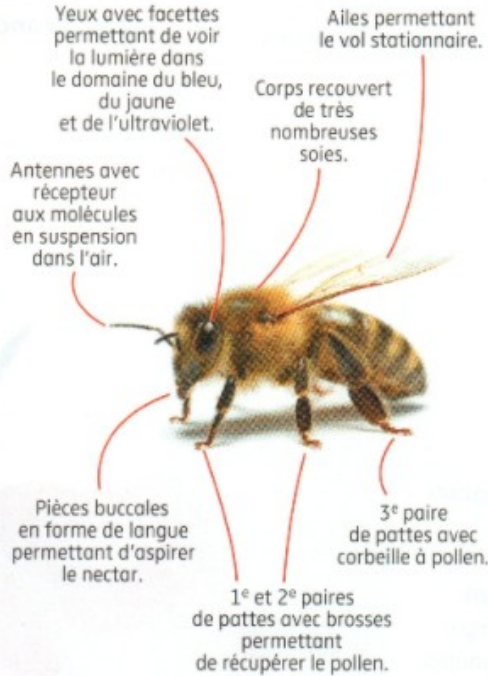 Yeux avec facettes
permettant de voir
la lumière dans
le domaine du bleu,
du jaune
et de l'ultraviolet.
Ailes permettant
le vol stationnaire.
Corps recouvert
de très
nombreuses
soies.
Antennes avec
récepteur
aux molécules
en suspension
dans l'air.
Pièces buccales
en forme de langue
permettant d'aspirer
le nectar.
1e et 2e paires
de pattes avec brosses
permettant
de récupérer le pollen.
3e paire
de pattes avec
corbeille à pollen.